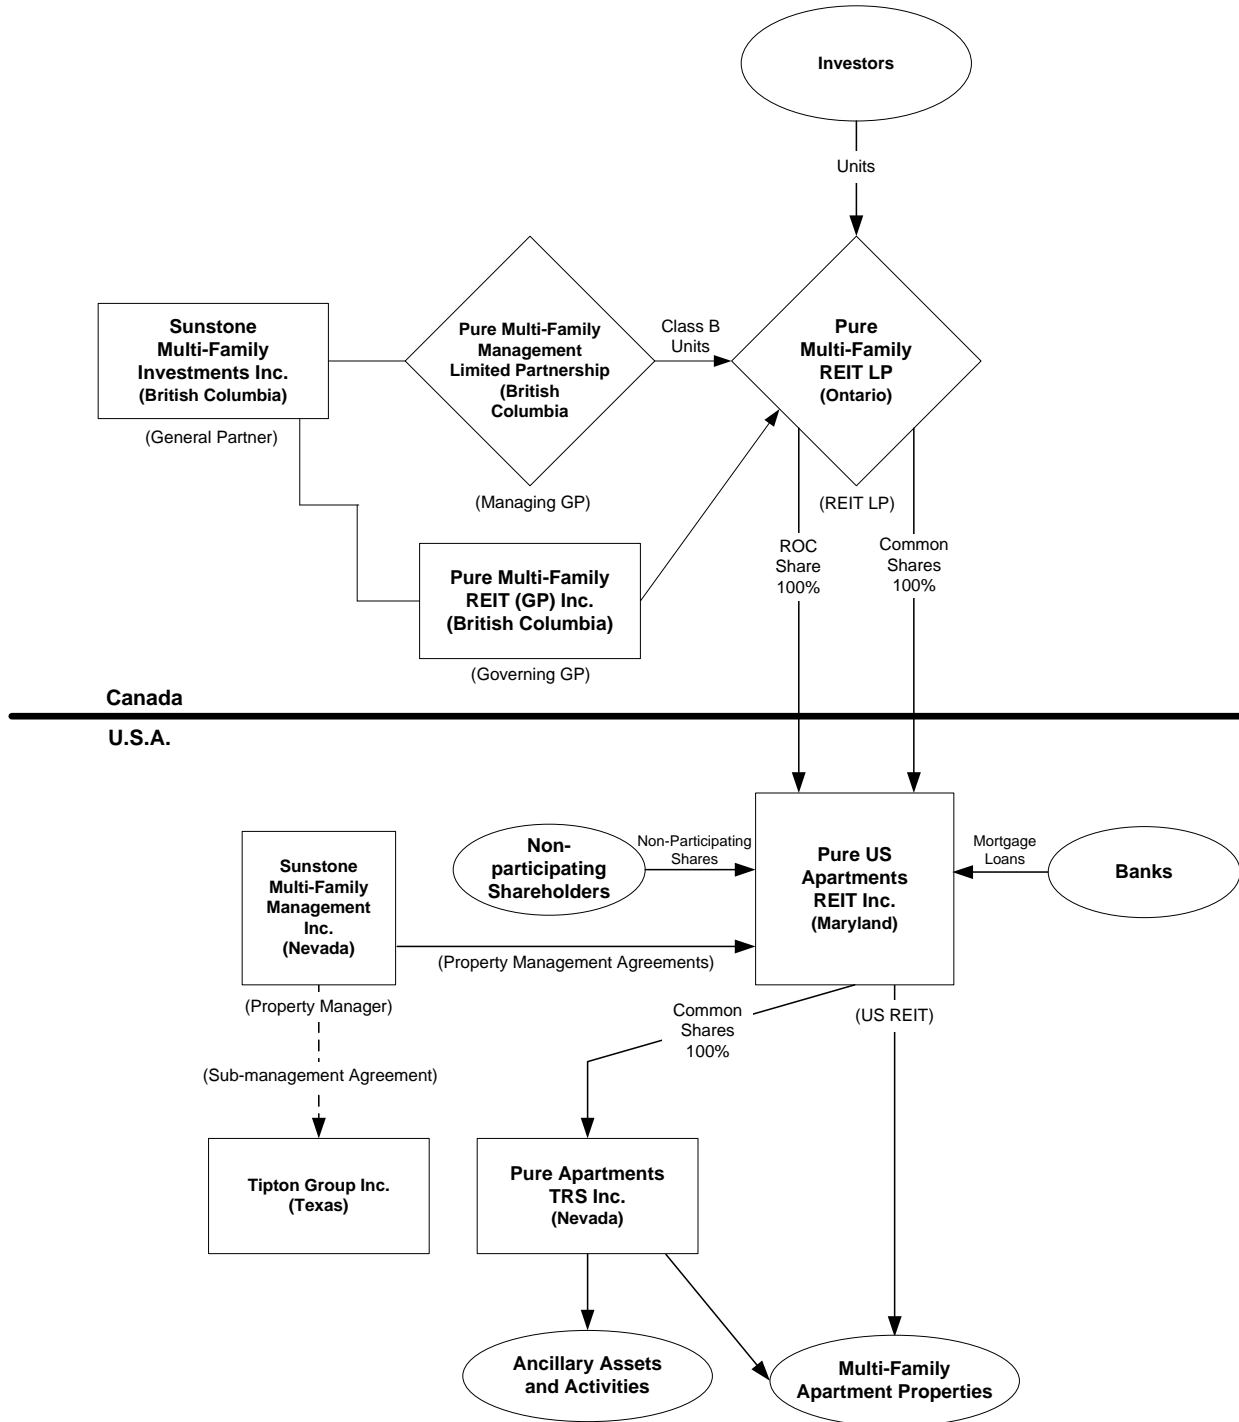 Investors
Units
Sunstone
Multi-Family
Investments Inc.
(British Columbia)
(General Partner)
Pure Multi-Family
Management
Limited Partnership
(British
Columbia
(Managing GP)
Class B
Units
Pure
Multi-Family
REIT LP
(Ontario)
(REIT LP)
ROC
Share
100%
Common
Shares
100%
Pure Multi-Family
REIT (GP) Inc.
(British Columbia)
(Governing GP)
Canada
U.S.A.
Sunstone
Multi-Family
Management
Inc.
(Nevada)
(Property Manager)
Non-
participating
Shareholders
Non-Participating
Shares
Pure US
Apartments
REIT Inc.
(Maryland)
Mortgage
Loans
Banks
(Property Management Agreements)
Common
Shares
100%
(US REIT)
(Sub-management Agreement)
Tipton Group Inc.
(Texas)
Pure Apartments
TRS Inc.
(Nevada)
Ancillary Assets
and Activities
Multi-Family
Apartment Properties